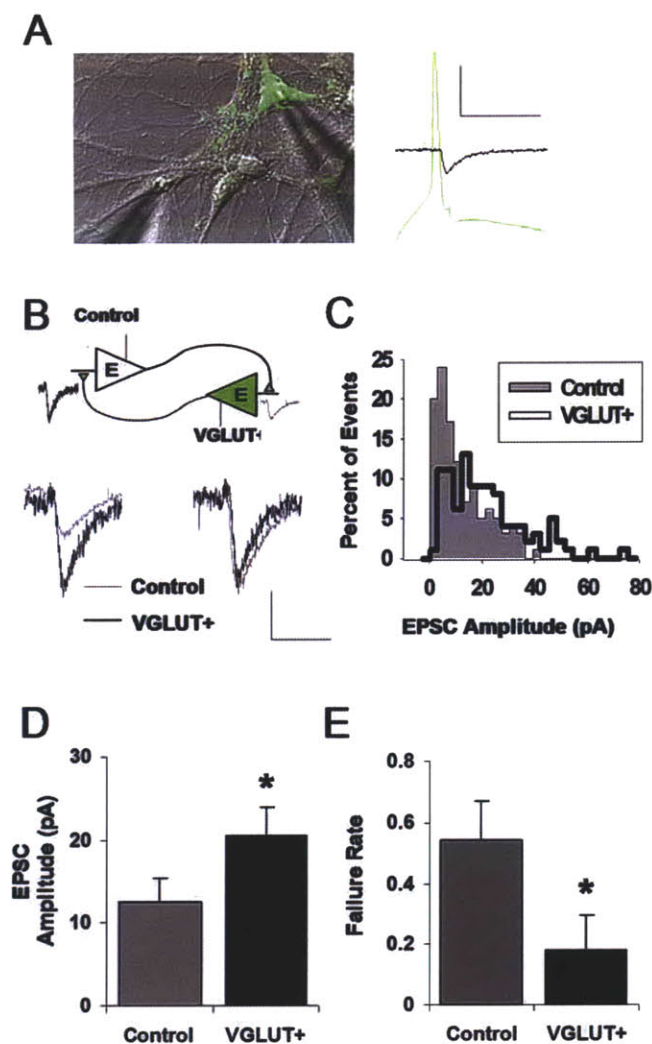 A
B
Control
E
E
VGLUT+
Control
VGLUT+
C
Percent of Events
25
20
15
10
5
0
Control
VGLUT+
0 20 40 60 80
EPSC Amplitude (pA)
D
EPSC
Amplitude (pA)
30
20
10
0
*
Control VGLUT+
E
Failure Rate
0.8
0.6
0.4
0.2
0
*
Control VGLUT+